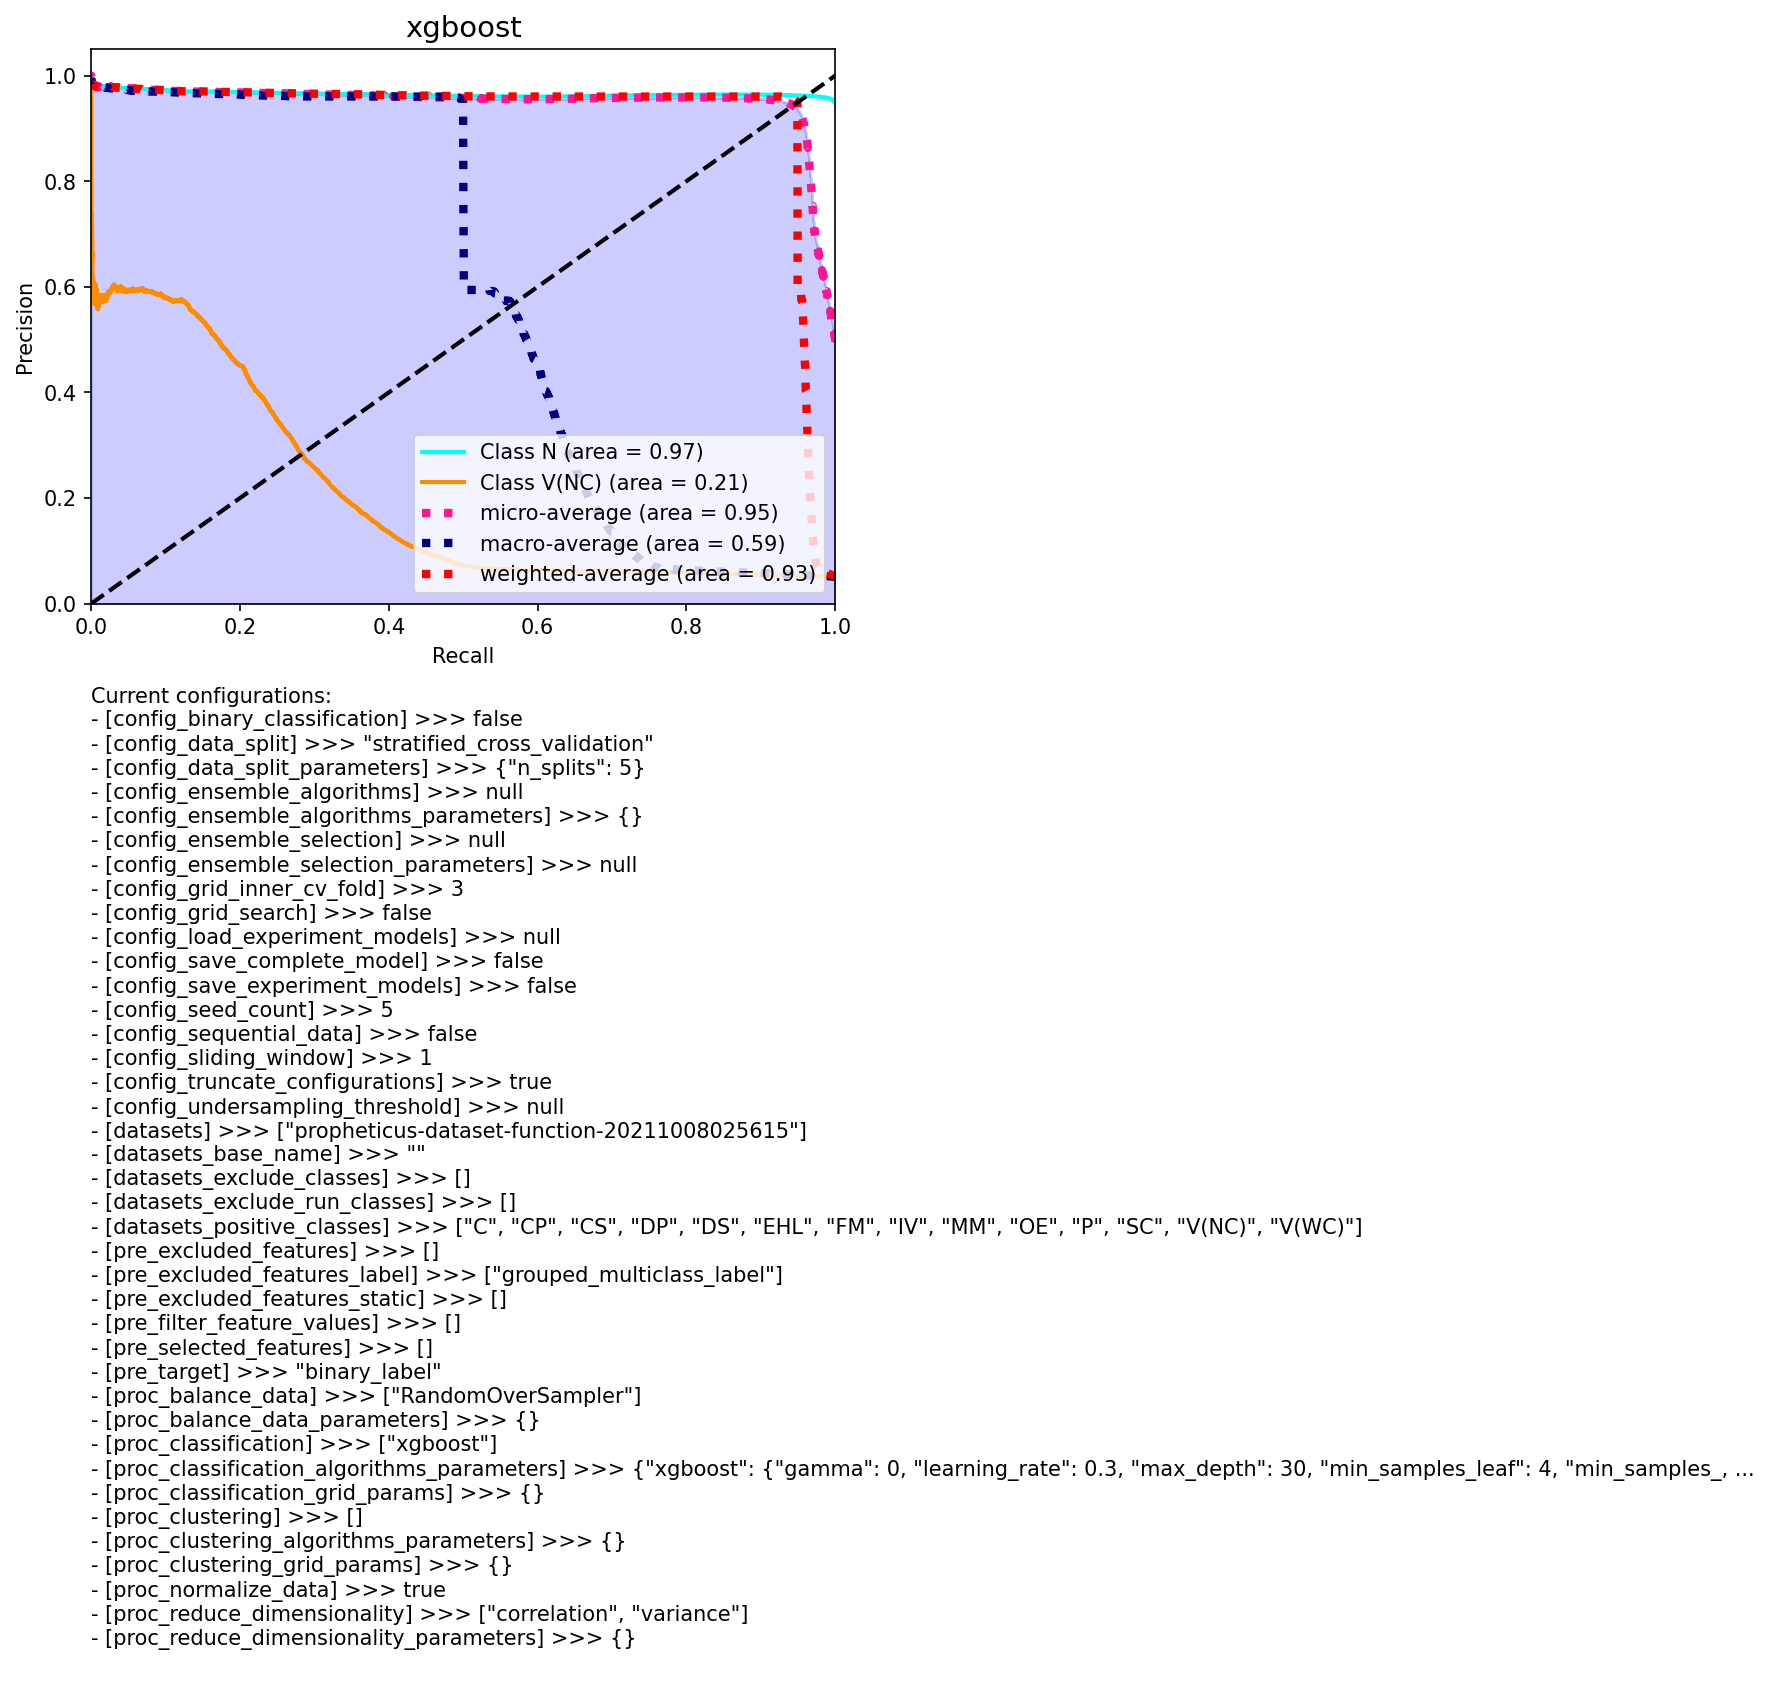 xgboost
1.0
0.8
0.6
0.4
0.2
0.0
Precision
0.0 0.2 0.4 0.6 0.8 1.0
Recall
Class N (area = 0.97)
Class V(NC) (area = 0.21)
micro-average (area = 0.95)
macro-average (area = 0.59)
weighted-average (area = 0.93)
Current configurations:
- [config_binary_classification] >>> false
- [config_data_split] >>> "stratified_cross_validation"
- [config_data_split_parameters] >>> {"n_splits": 5}
- [config_ensemble_algorithms] >>> null
- [config_ensemble_algorithms_parameters] >>> {}
- [config_ensemble_selection] >>> null
- [config_ensemble_selection_parameters] >>> null
- [config_grid_inner_cv_fold] >>> 3
- [config_grid_search] >>> false
- [config_load_experiment_models] >>> null
- [config_save_complete_model] >>> false
- [config_save_experiment_models] >>> false
- [config_seed_count] >>> 5
- [config_sequential_data] >>> false
- [config_sliding_window] >>> 1
- [config_truncate_configurations] >>> true
- [config_undersampling_threshold] >>> null
- [datasets] >>> ["propheticus-dataset-function-20211008025615"]
- [datasets_base_name] >>> ""
- [datasets_exclude_classes] >>> []
- [datasets_exclude_run_classes] >>> []
- [datasets_positive_classes] >>> ["C", "CP", "CS", "DP", "DS", "EHL", "FM", "IV", "MM", "OE", "P", "SC", "V(NC)", "V(WC)"]
- [pre_excluded_features] >>> []
- [pre_excluded_features_label] >>> ["grouped_multiclass_label"]
- [pre_excluded_features_static] >>> []
- [pre_filter_feature_values] >>> []
- [pre_selected_features] >>> []
- [pre_target] >>> "binary_label"
- [proc_balance_data] >>> ["RandomOverSampler"]
- [proc_balance_data_parameters] >>> {}
- [proc_classification] >>> ["xgboost"]
- [proc_classification_algorithms_parameters] >>> {"xgboost": {"gamma": 0, "learning_rate": 0.3, "max_depth": 30, "min_samples_leaf": 4, "min_samples_, ...
- [proc_classification_grid_params] >>> {}
- [proc_clustering] >>> []
- [proc_clustering_algorithms_parameters] >>> {}
- [proc_clustering_grid_params] >>> {}
- [proc_normalize_data] >>> true
- [proc_reduce_dimensionality] >>> ["correlation", "variance"]
- [proc_reduce_dimensionality_parameters] >>> {}